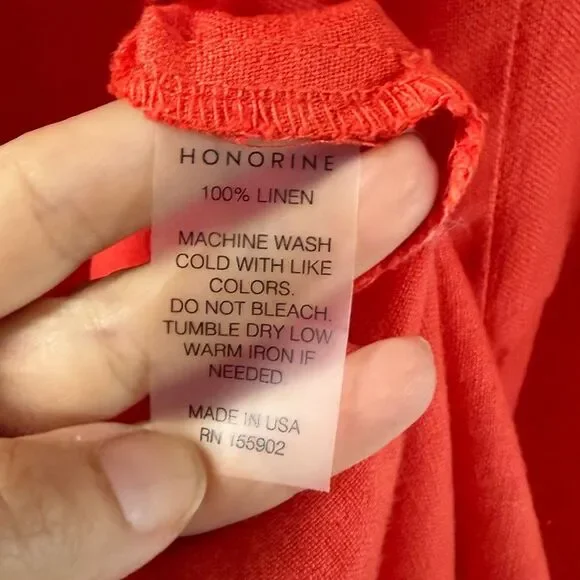 HONORINE
100% LINEN
MACHINE WASH
COLD WITH LIKE
COLORS.
DO NOT BLEACH.
TUMBLE DRY LOW
WARM IRON IF
NEEDED
MADE IN USA
RN 155902